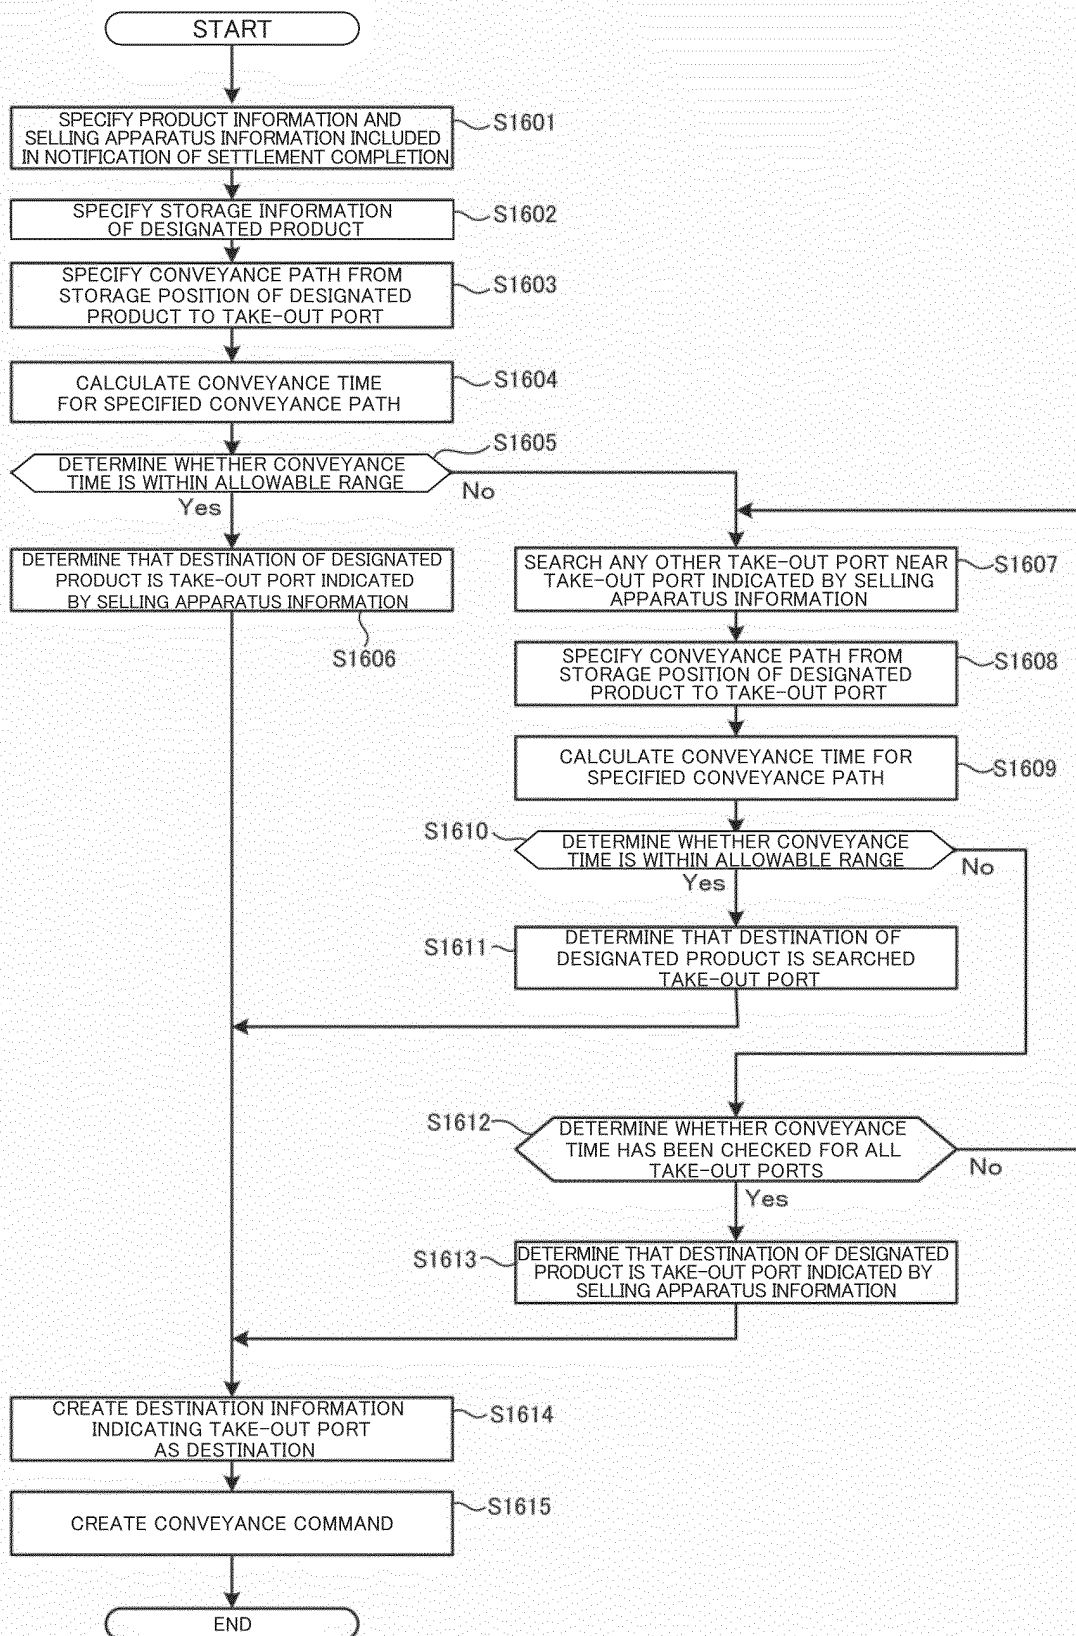 START
SPECIFY PRODUCT INFORMATION AND
SELLING APPARATUS INFORMATION INCLUDED
IN NOTIFICATION OF SETTLEMENT COMPLETION
S1601
SPECIFY STORAGE INFORMATION
OF DESIGNATED PRODUCT
S1602
SPECIFY CONVEYANCE PATH FROM
STORAGE POSITION OF DESIGNATED
PRODUCT TO TAKE-OUT PORT
S1603
CALCULATE CONVEYANCE TIME
FOR SPECIFIED CONVEYANCE PATH
S1604
DETERMINE WHETHER CONVEYANCE
TIME IS WITHIN ALLOWABLE RANGE
S1605
Yes
No
DETERMINE THAT DESTINATION OF DESIGNATED
PRODUCT IS TAKE-OUT PORT INDICATED
BY SELLING APPARATUS INFORMATION
S1606
SEARCH ANY OTHER TAKE-OUT PORT NEAR
TAKE-OUT PORT INDICATED BY SELLING
APPARATUS INFORMATION
S1607
SPECIFY CONVEYANCE PATH FROM
STORAGE POSITION OF DESIGNATED
PRODUCT TO TAKE-OUT PORT
S1608
CALCULATE CONVEYANCE TIME FOR
SPECIFIED CONVEYANCE PATH
S1609
S1610
DETERMINE WHETHER CONVEYANCE
TIME IS WITHIN ALLOWABLE RANGE
Yes
No
S1611
DETERMINE THAT DESTINATION OF
DESIGNATED PRODUCT IS SEARCHED
TAKE-OUT PORT
S1612
DETERMINE WHETHER CONVEYANCE
TIME HAS BEEN CHECKED FOR ALL
TAKE-OUT PORTS
No
Yes
S1613
DETERMINE THAT DESTINATION OF DESIGNATED
PRODUCT IS TAKE-OUT PORT INDICATED BY
SELLING APPARATUS INFORMATION
CREATE DESTINATION INFORMATION
INDICATING TAKE-OUT PORT
AS DESTINATION
S1614
CREATE CONVEYANCE COMMAND
S1615
END